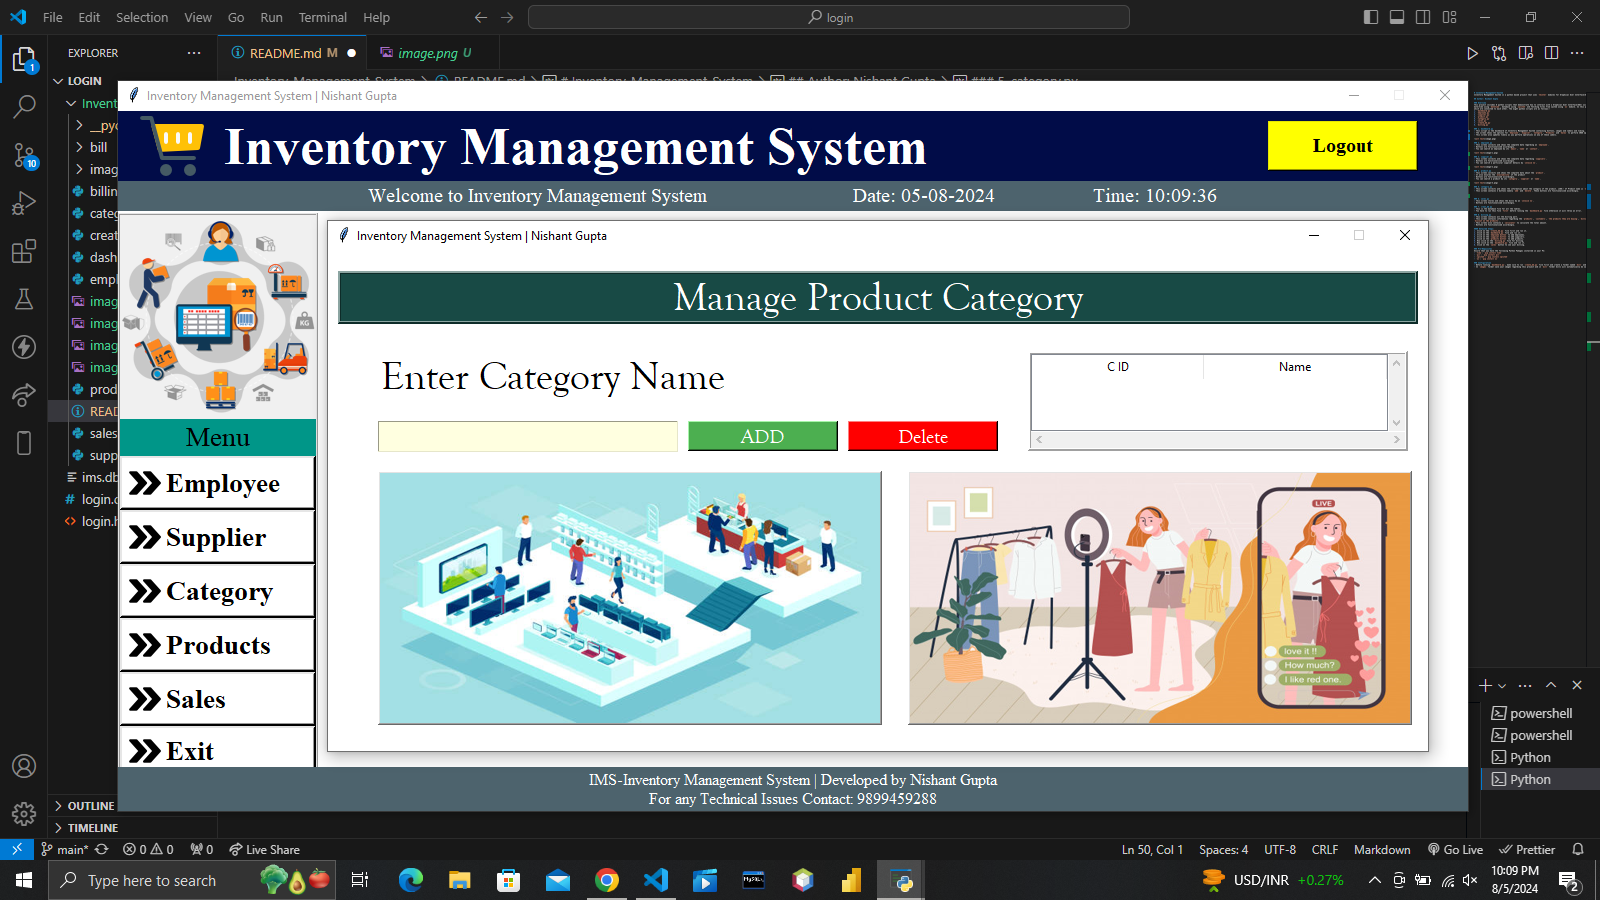 File Edit Selection View Go Run Terminal Help
login
EXPLORER
README.md M
image.png U
LOGIN
Inventory Management System | Nishant Gupta
Inventory Management System
Logout
Welcome to Inventory Management System Date: 05-08-2024 Time: 10:09:36
Invent
__pyc
bill
imag
billin
categ
creat
dash
empl
imag
imag
imag
imag
prod
READ
sales
supp
ims.db
login.c
login.h
OUTLINE
TIMELINE
Menu
Employee
Supplier
Category
Products
Sales
Exit
KG
Inventory Management System | Nishant Gupta
Manage Product Category
Enter Category Name
C ID Name
ADD Delete
LIVE
love it !!
How much?
I like red one.
IMS-Inventory Management System | Developed by Nishant Gupta
For any Technical Issues Contact: 9899459288
powershell
powershell
Python
Python
main* 0 0 0 Live Share
Ln 50, Col 1 Spaces: 4 UTF-8 CRLF Markdown Go Live Prettier
1
10
Type here to search
MySQL
USD/INR +0.27%
10:09 PM
8/5/2024
2